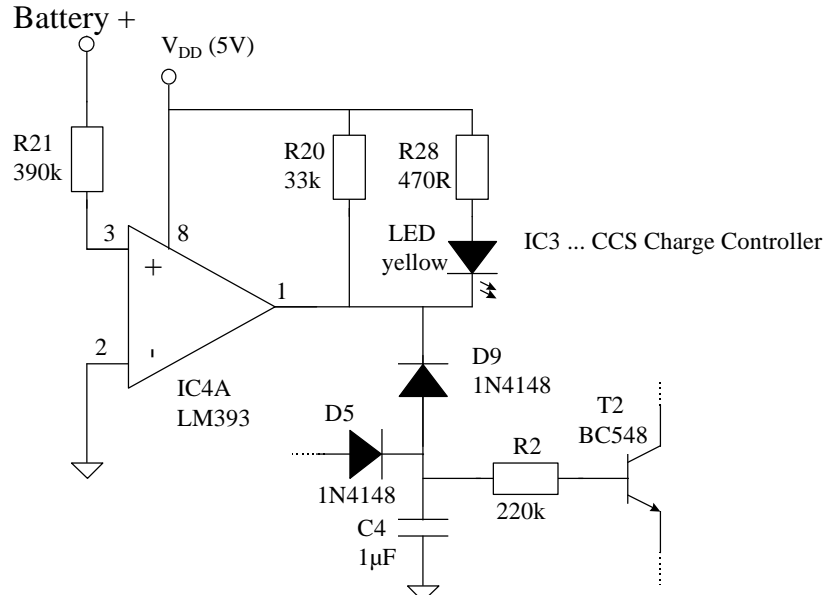 Battery +
V_DD (5V)
R21
390k
R20
33k
R28
470R
LED
yellow
IC3 ... CCS Charge Controller
3
8
+
1
2
-
IC4A
LM393
D9
1N4148
D5
1N4148
T2
BC548
R2
220k
C4
1µF